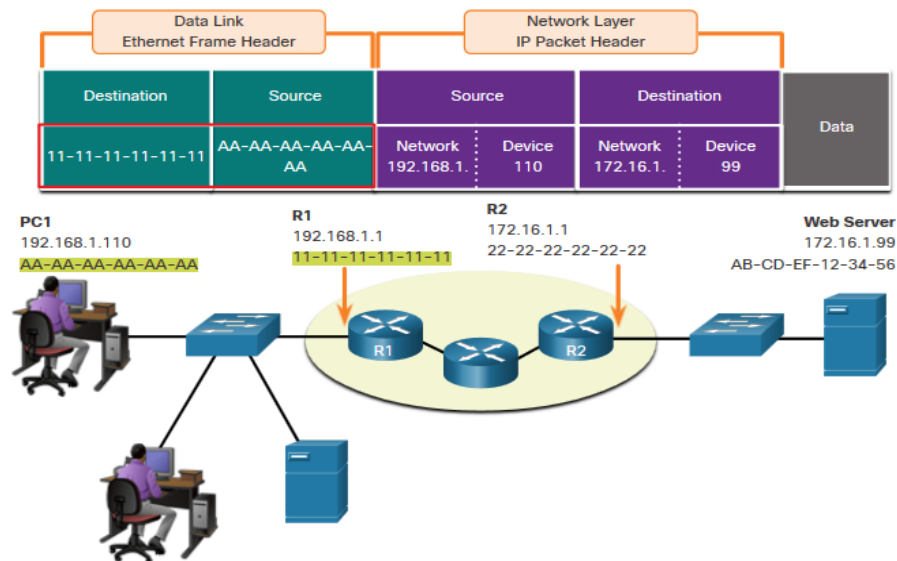 Data Link
Ethernet Frame Header
Network Layer
IP Packet Header
Destination
Source
Source
Destination
Data
11-11-11-11-11-11
AA-AA-AA-AA-AA-
AA
Network
192.168.1.
Device
110
Network
172.16.1.
Device
99
PC1
192.168.1.110
AA-AA-AA-AA-AA-AA
R1
192.168.1.1
11-11-11-11-11-11
R2
172.16.1.1
22-22-22-22-22-22
Web Server
172.16.1.99
AB-CD-EF-12-34-56
R1
R2